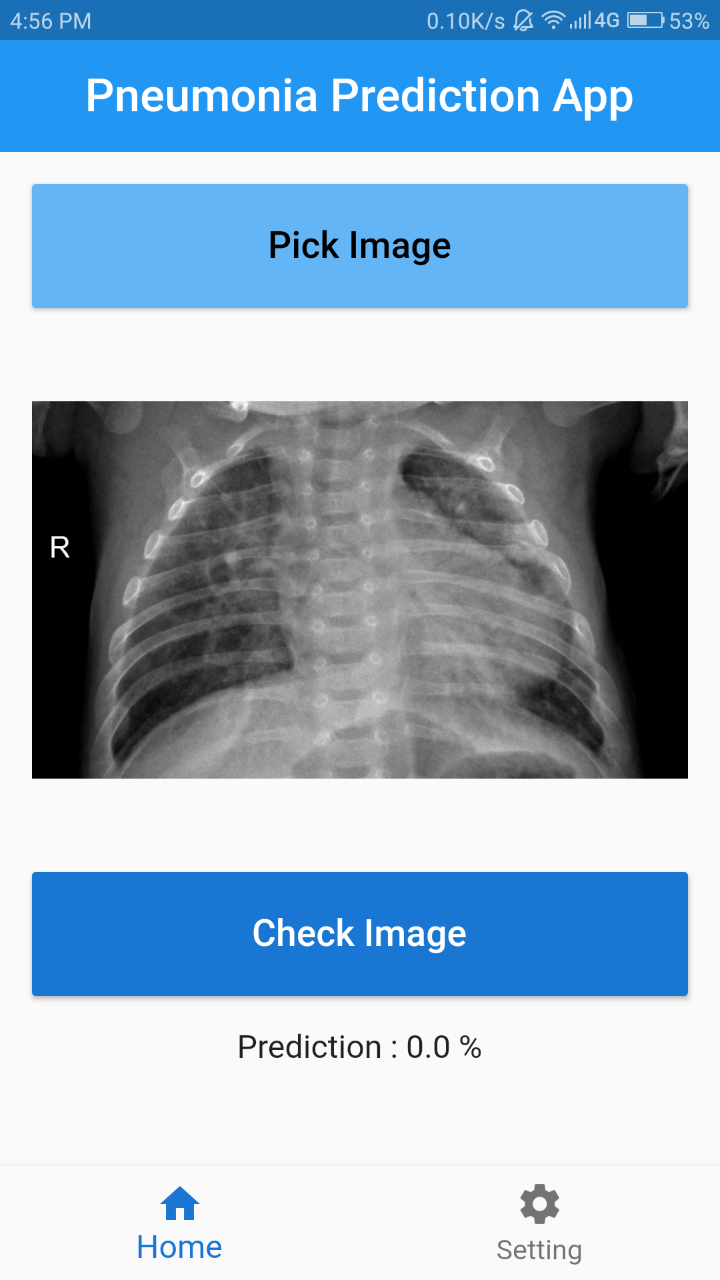 4:56 PM 0.10K/s 4G 53%
Pneumonia Prediction App
Pick Image
R
Check Image
Prediction : 0.0 %
Home Setting